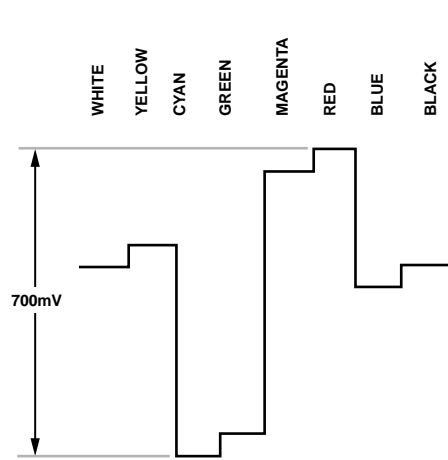 WHITE
YELLOW
CYAN
GREEN
MAGENTA
RED
BLUE
BLACK
700mV